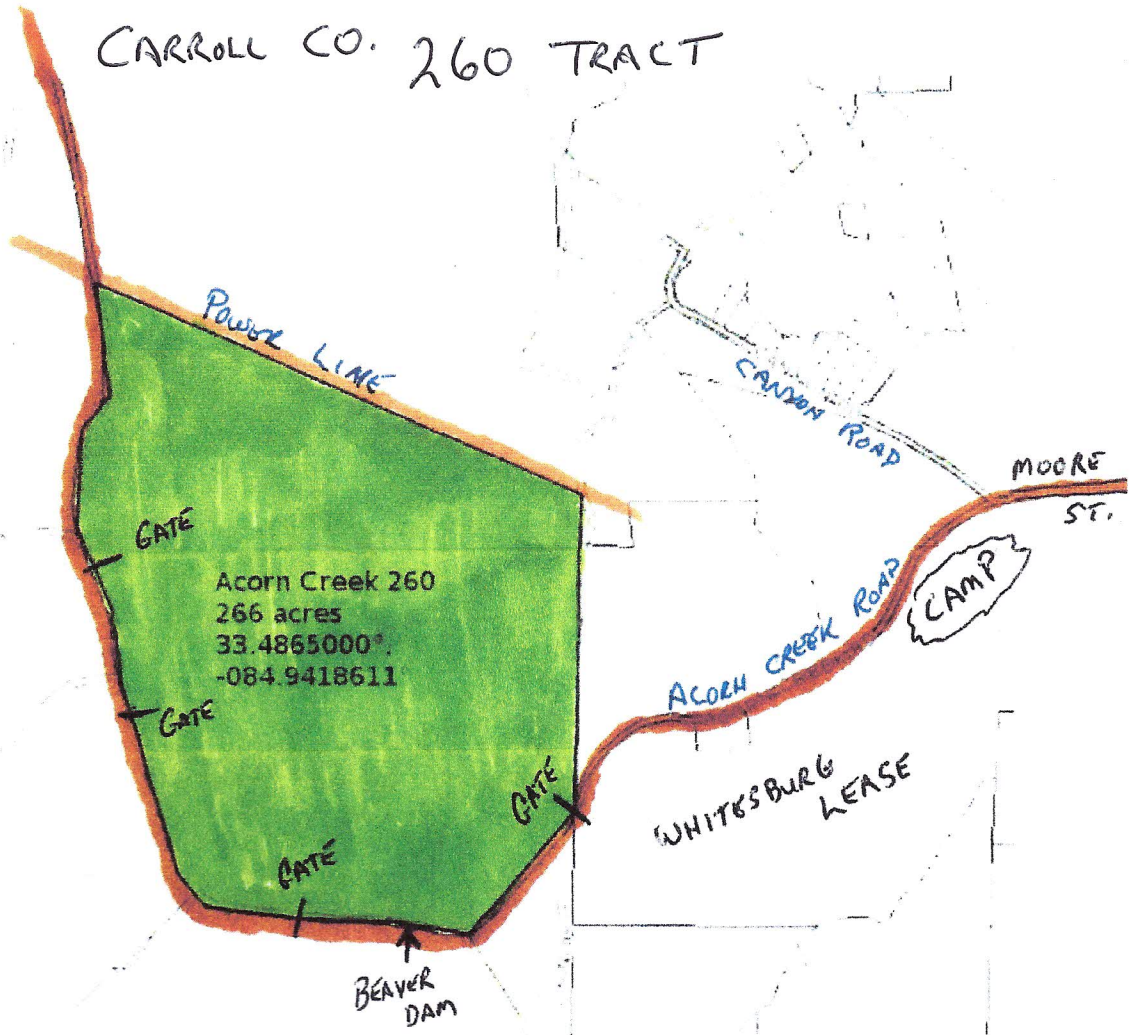 CARROLL CO. 260 TRACT
POWER LINE
CANYON ROAD
MOORE
ST.
GATE
CAMP
Acorn Creek 260
266 acres
33.4865000°,
-084.9418611
ACORN CREEK ROAD
GATE
GATE
WHITESBURG
LEASE
GATE
BEAVER
DAM